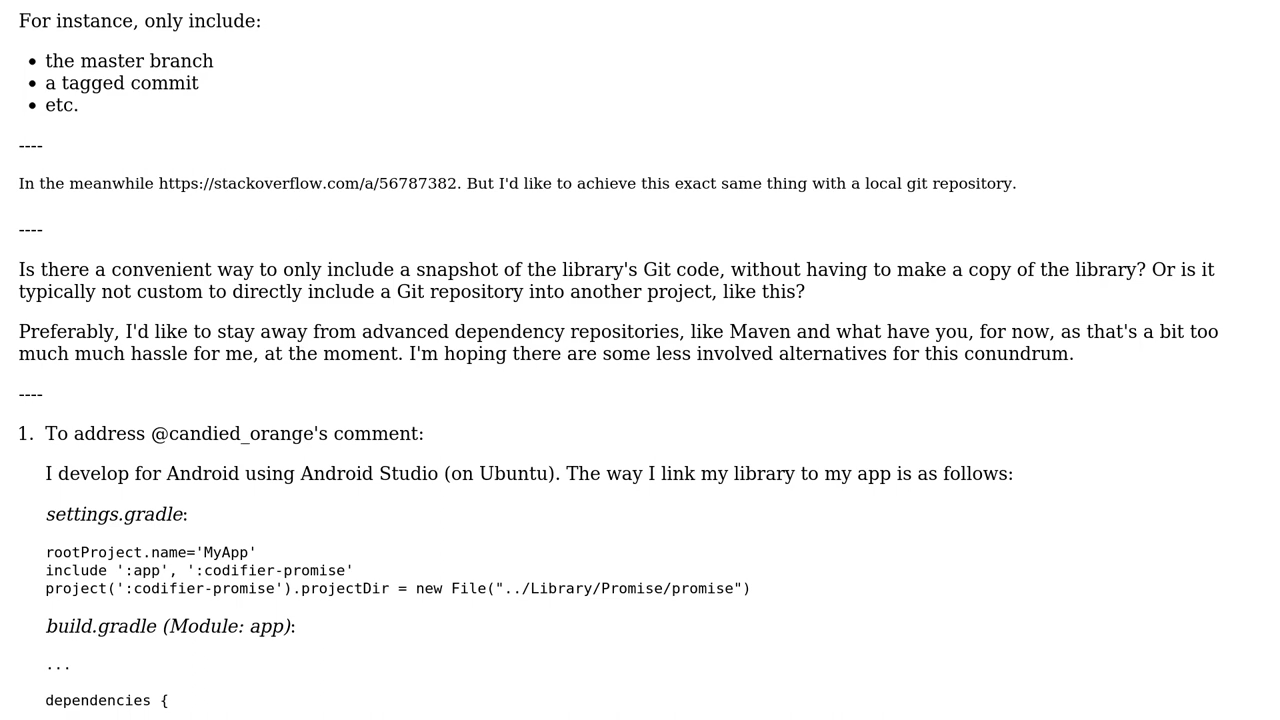 For instance, only include:
• the master branch
• a tagged commit
• etc.
----
In the meanwhile https://stackoverflow.com/a/56787382. But I'd like to achieve this exact same thing with a local git repository.
----
Is there a convenient way to only include a snapshot of the library's Git code, without having to make a copy of the library? Or is it
typically not custom to directly include a Git repository into another project, like this?
Preferably, I'd like to stay away from advanced dependency repositories, like Maven and what have you, for now, as that's a bit too
much much hassle for me, at the moment. I'm hoping there are some less involved alternatives for this conundrum.
----
1. To address @candied_orange's comment:
I develop for Android using Android Studio (on Ubuntu). The way I link my library to my app is as follows:
settings.gradle:
rootProject.name='MyApp'
include ':app', ':codifier-promise'
project(':codifier-promise').projectDir = new File("../Library/Promise/promise")
build.gradle (Module: app):
...
dependencies {